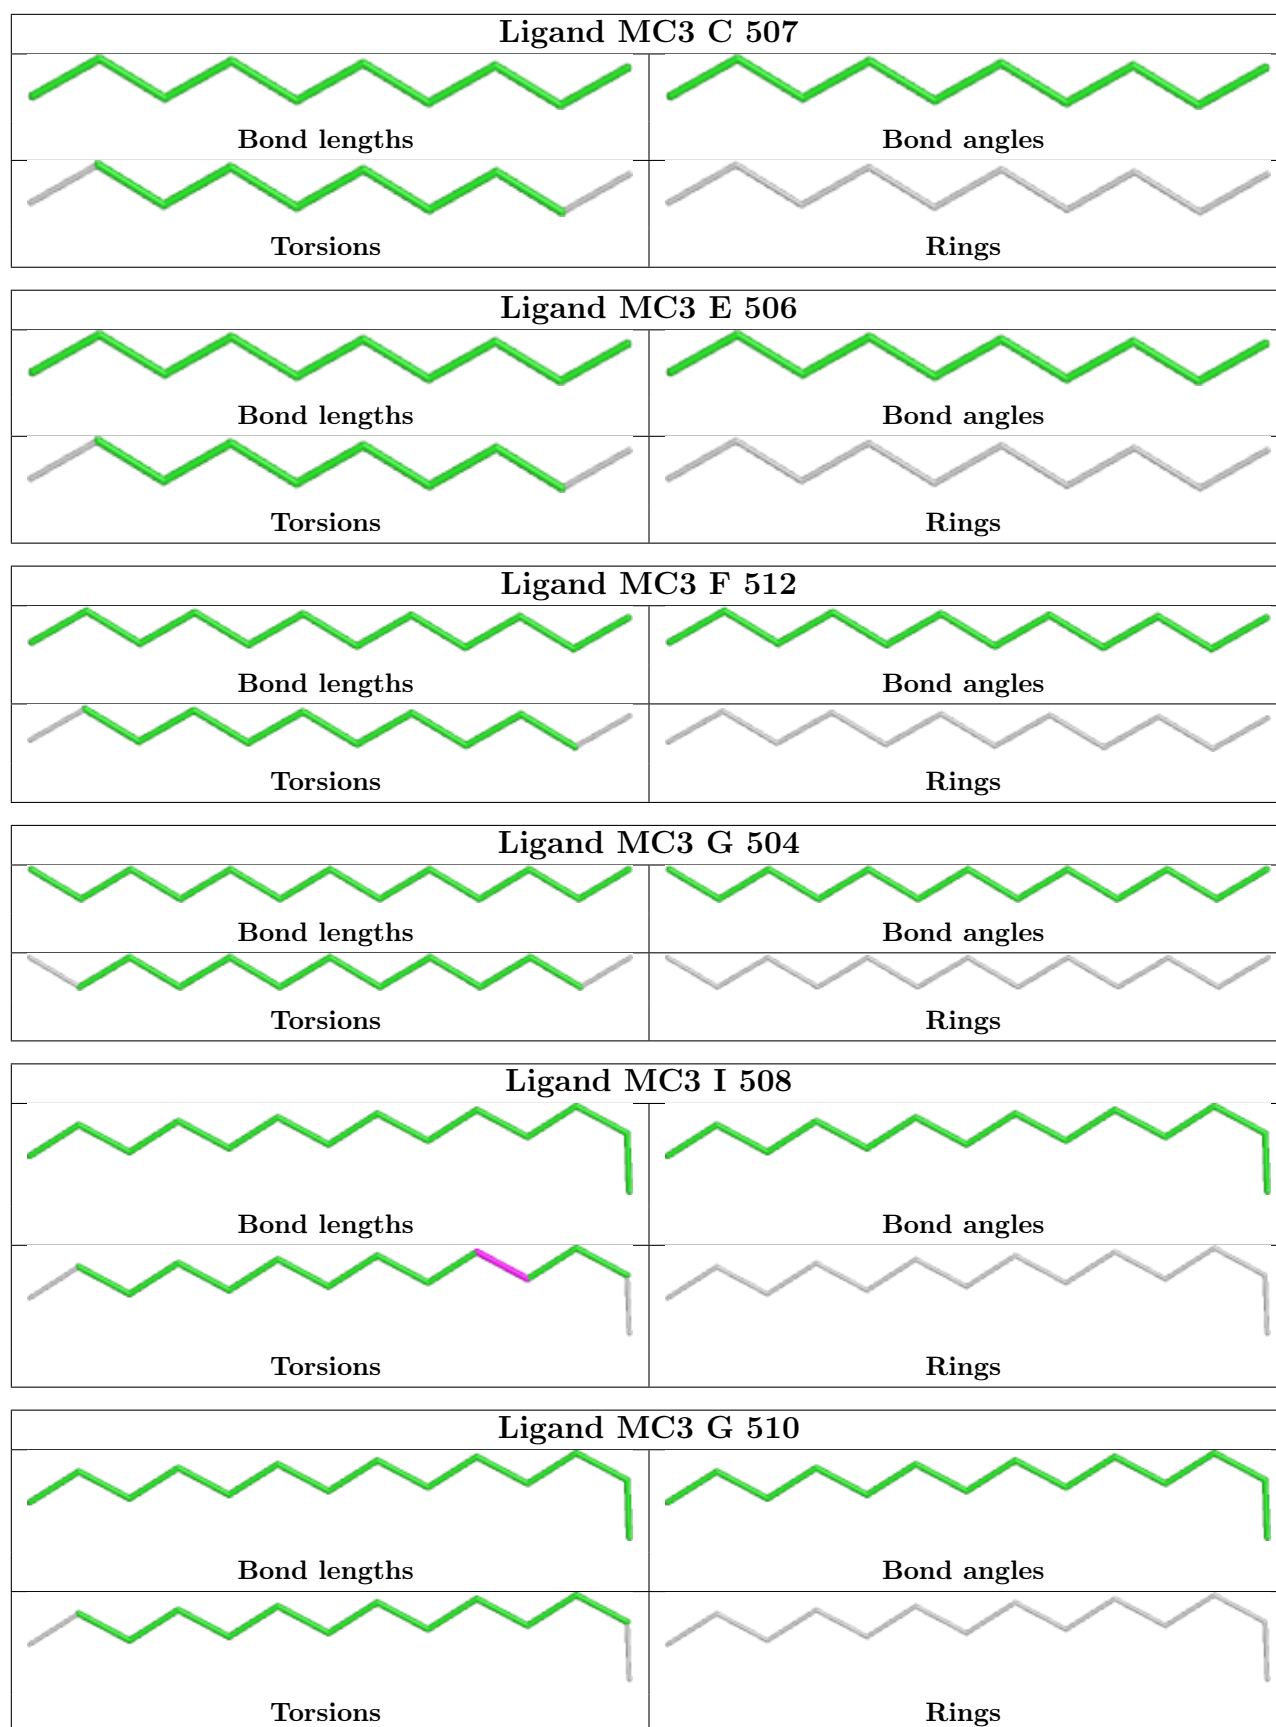 Ligand MC3 C 507
Bond lengths
Bond angles
Torsions
Rings
Ligand MC3 E 506
Bond lengths
Bond angles
Torsions
Rings
Ligand MC3 F 512
Bond lengths
Bond angles
Torsions
Rings
Ligand MC3 G 504
Bond lengths
Bond angles
Torsions
Rings
Ligand MC3 I 508
Bond lengths
Bond angles
Torsions
Rings
Ligand MC3 G 510
Bond lengths
Bond angles
Torsions
Rings